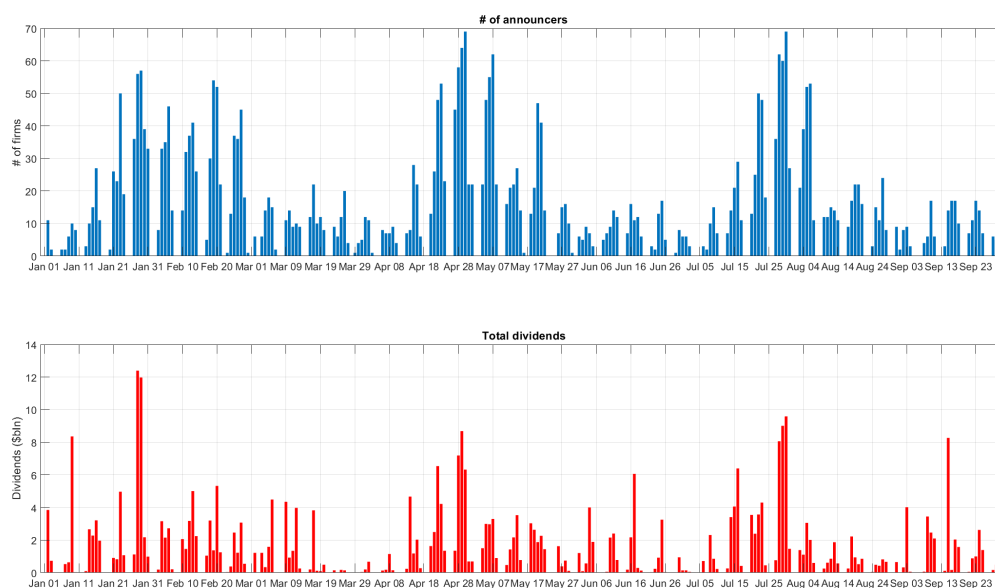 # of announcers
70
60
50
40
30
20
10
0
# of firms
Jan 01 Jan 11 Jan 21 Jan 31 Feb 10 Feb 20 Mar 01 Mar 09 Mar 19 Mar 29 Apr 08 Apr 18 Apr 28 May 07 May 17 May 27 Jun 06 Jun 16 Jun 26 Jul 05 Jul 15 Jul 25 Aug 04 Aug 14 Aug 24 Sep 03 Sep 13 Sep 23
Total dividends
14
12
10
8
6
4
2
0
Dividends ($bln)
Jan 01 Jan 11 Jan 21 Jan 31 Feb 10 Feb 20 Mar 01 Mar 09 Mar 19 Mar 29 Apr 08 Apr 18 Apr 28 May 07 May 17 May 27 Jun 06 Jun 16 Jun 26 Jul 05 Jul 15 Jul 25 Aug 04 Aug 14 Aug 24 Sep 03 Sep 13 Sep 23